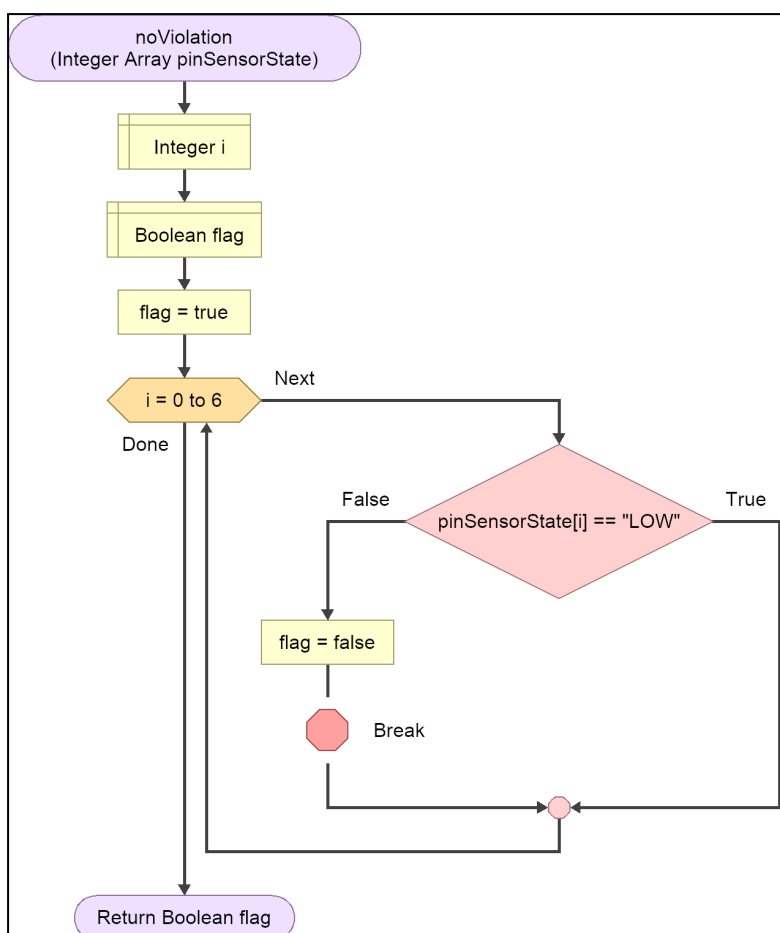 noViolation
(Integer Array pinSensorState)
Integer i
Boolean flag
flag = true
i = 0 to 6
Next
Done
False
True
pinSensorState[i] == "LOW"
flag = false
Break
Return Boolean flag